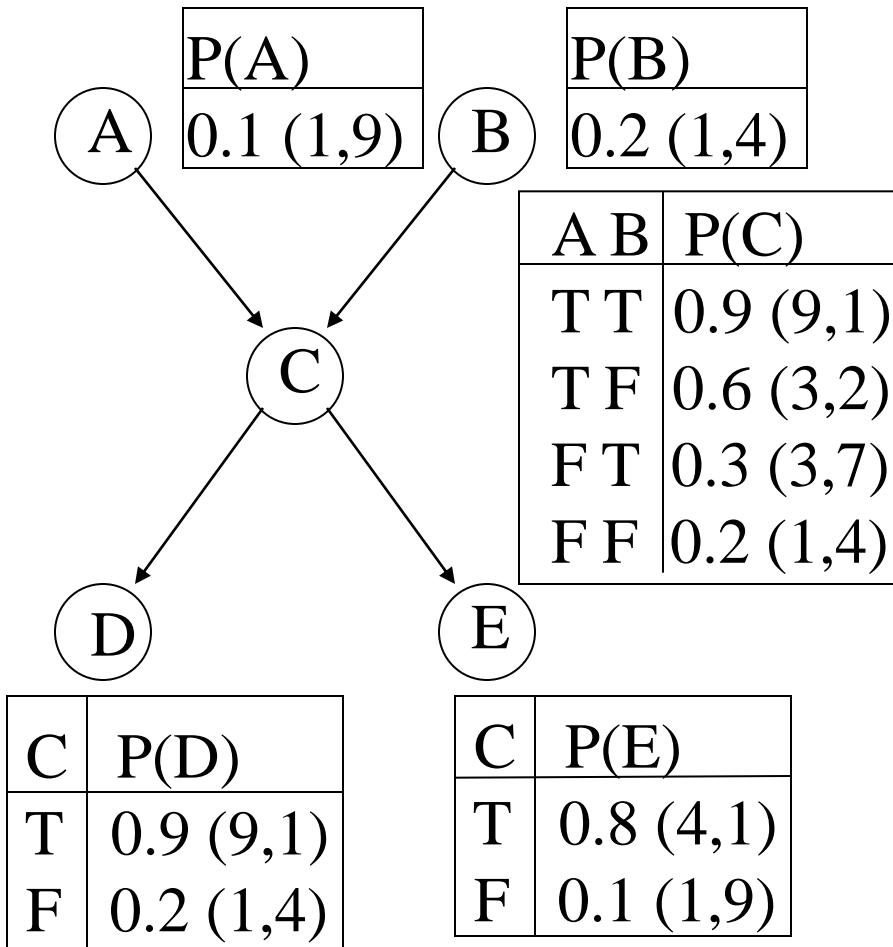 P(A)
0.1 (1,9)
P(B)
0.2 (1,4)
A
B
A B P(C)
T T 0.9 (9,1)
T F 0.6 (3,2)
F T 0.3 (3,7)
F F 0.2 (1,4)
C
D
E
C P(D)
T 0.9 (9,1)
F 0.2 (1,4)
C P(E)
T 0.8 (4,1)
F 0.1 (1,9)